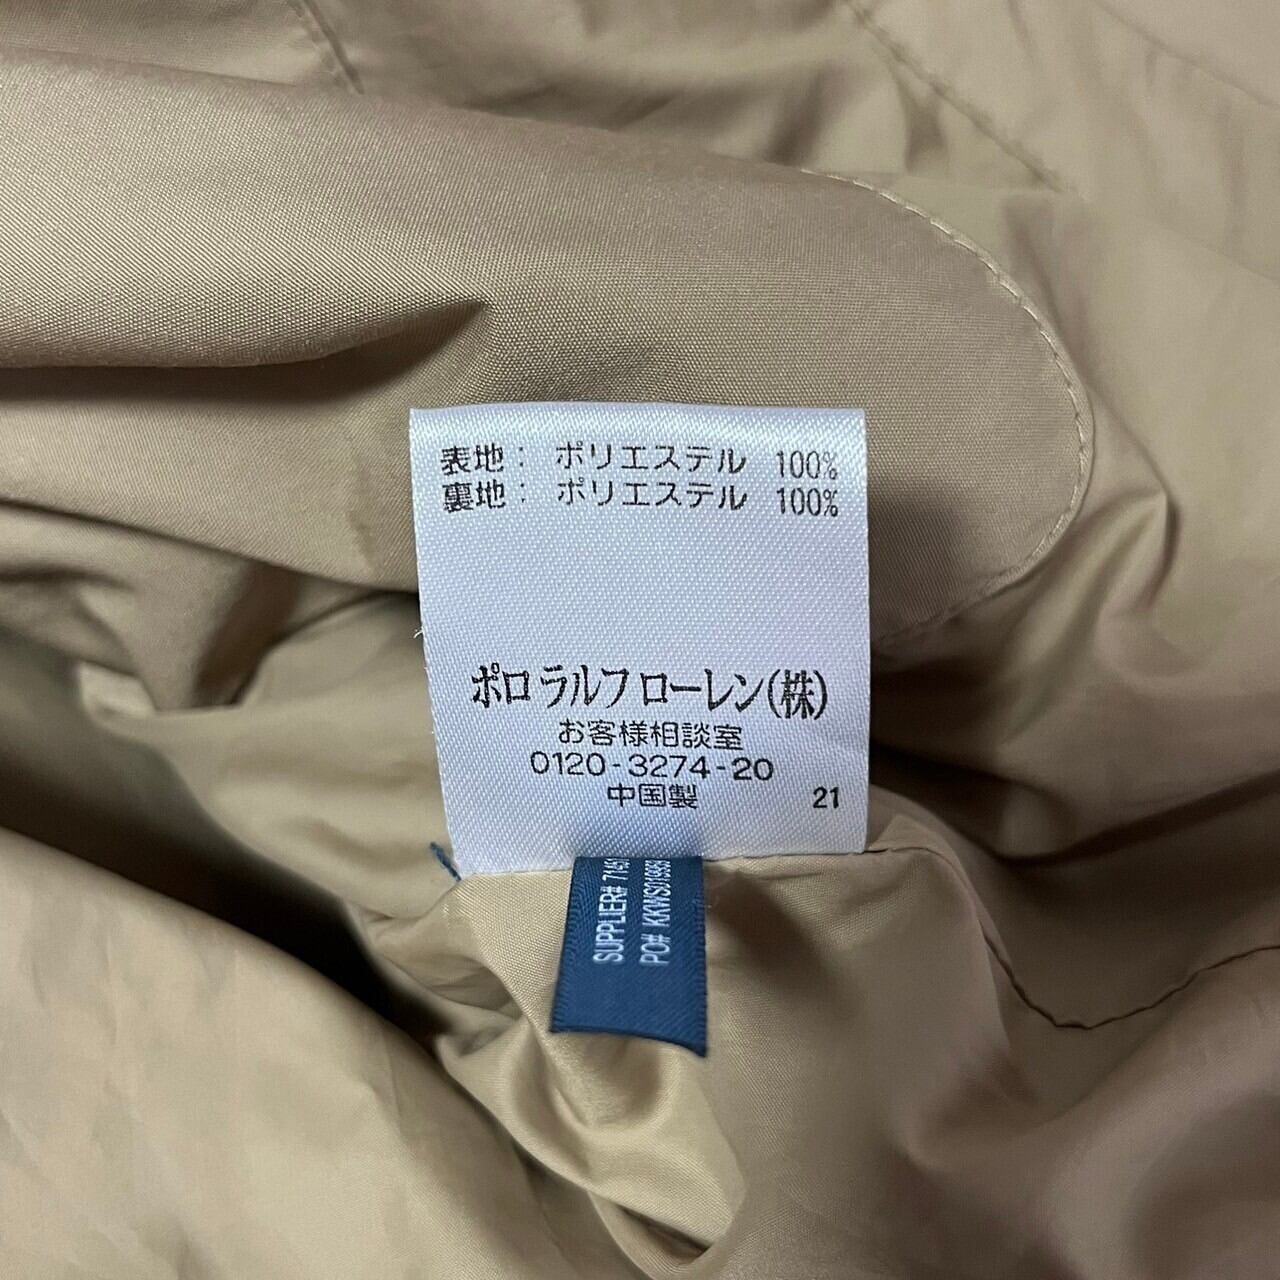 表地： ポリエステル 100%
裏地： ポリエステル 100%
ポロ ラルフ ローレン(株)
お客様相談室
0120-3274-20
中国製 21
SUPPLIER#
PO#